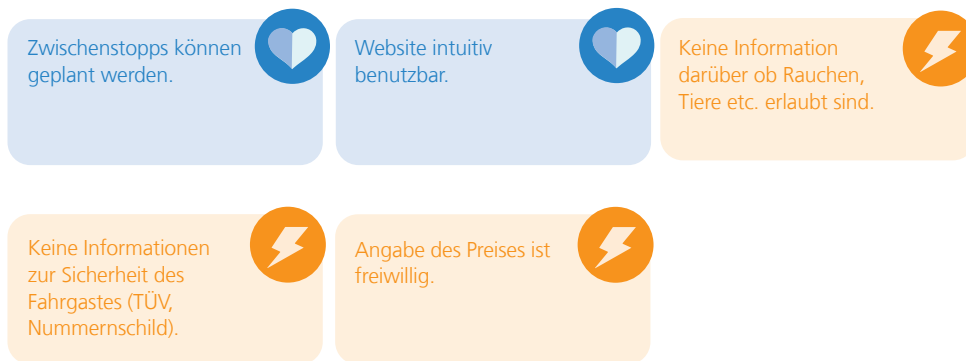 Zwischenstopps können
geplant werden.
Website intuitiv
benutzbar.
Keine Information
darüber ob Rauchen,
Tiere etc. erlaubt sind.
Keine Informationen
zur Sicherheit des
Fahrgastes (TÜV,
Nummernschild).
Angabe des Preises ist
freiwillig.